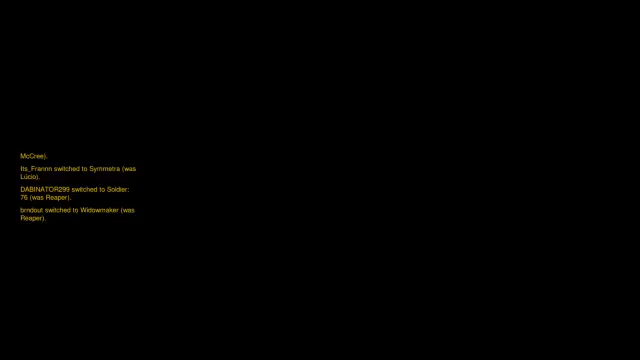 McCree).
Its_Frannn switched to Symmetra (was
Lúcio).
DABINATOR299 switched to Soldier:
76 (was Reaper).
brndout switched to Widowmaker (was
Reaper).